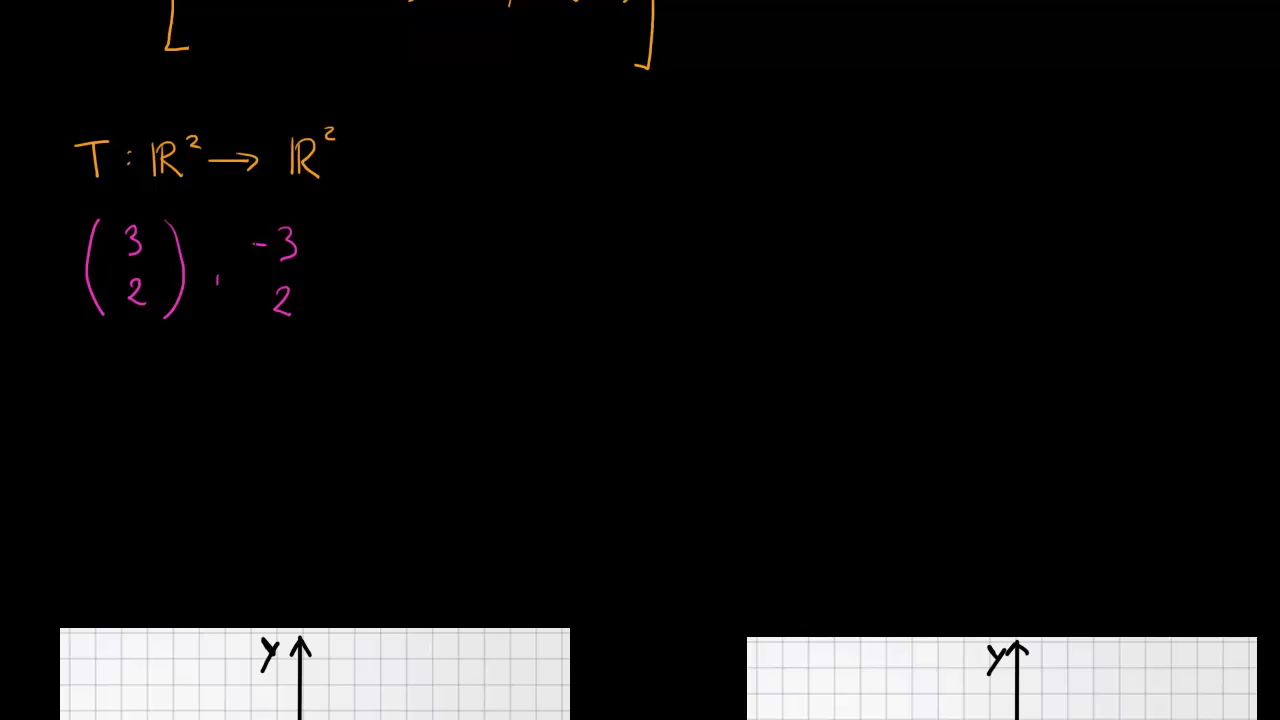 T : ℝ² → ℝ²
( 3 ) , -3
( 2 ) 2
y y